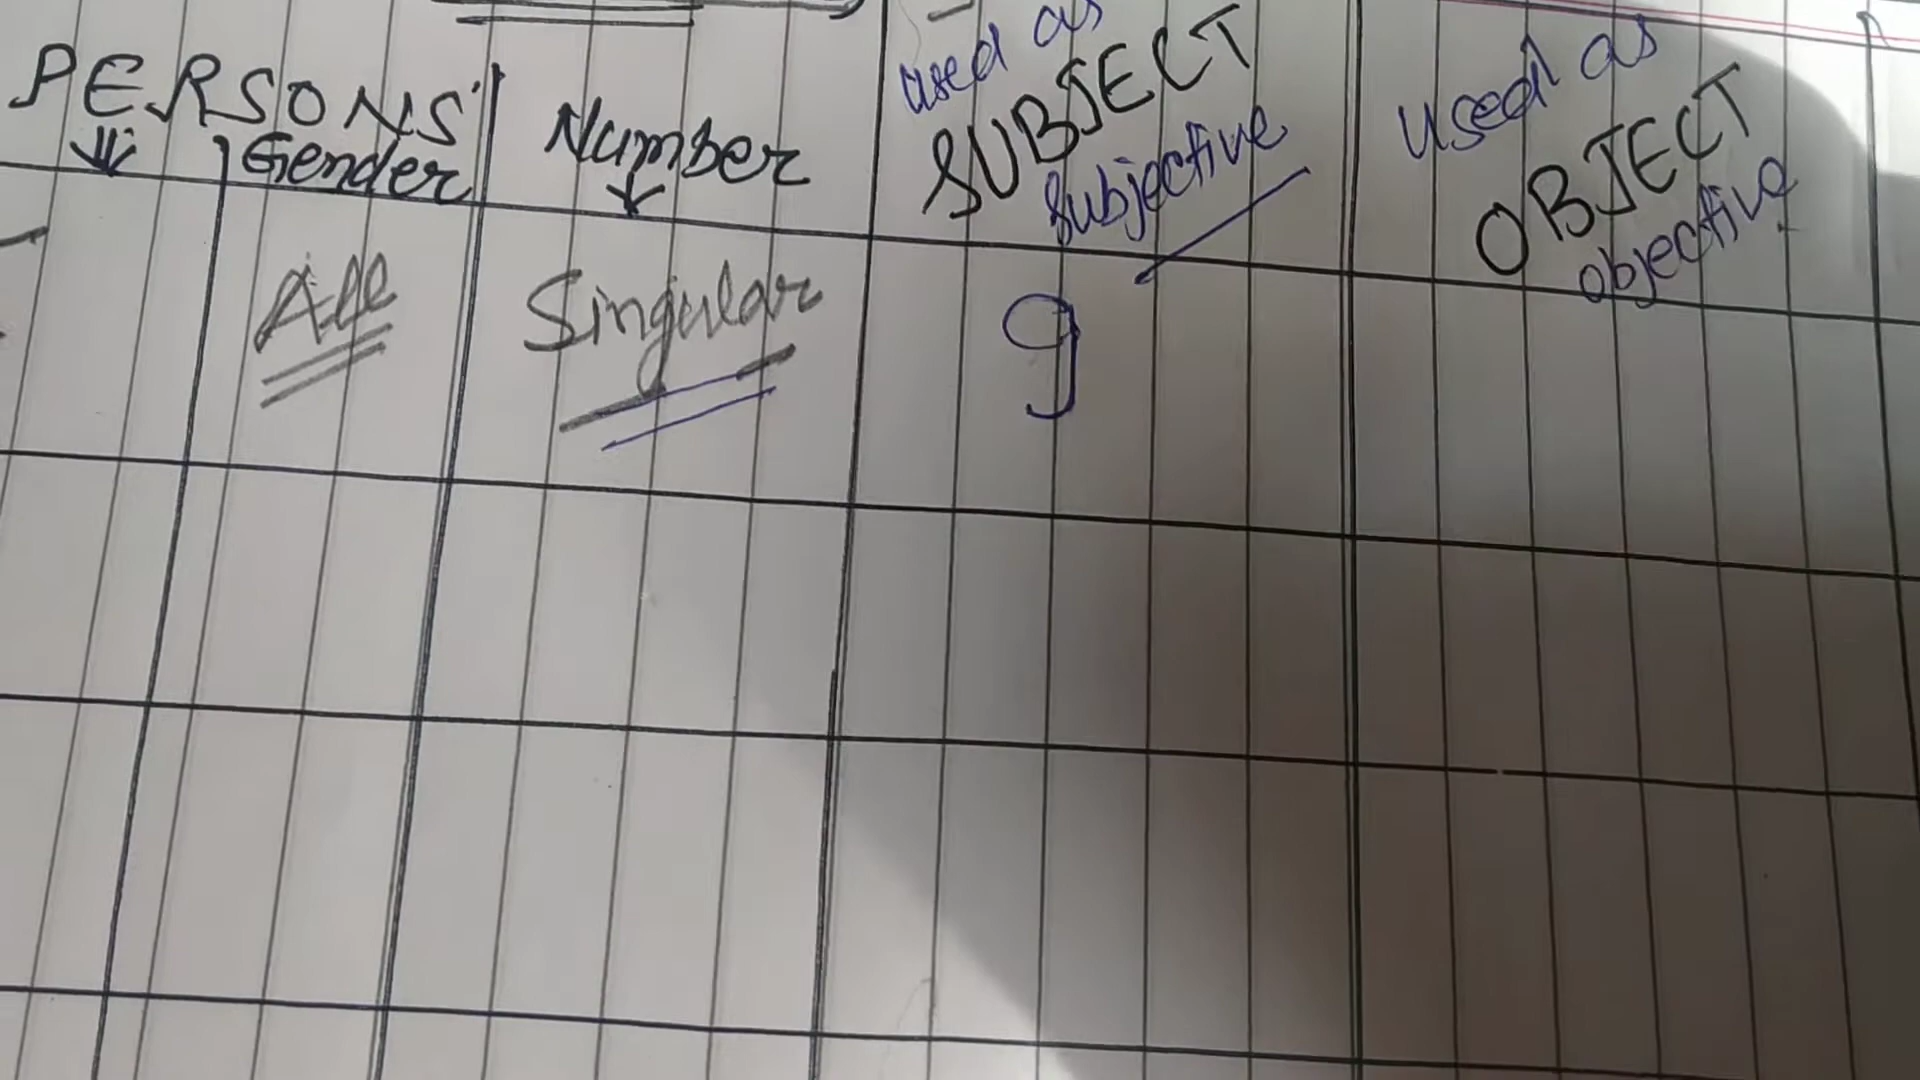 PERSONS Gender
Number
used as
SUBJECT
Subjective
used as
OBJECT
Objective
All
Singular
I